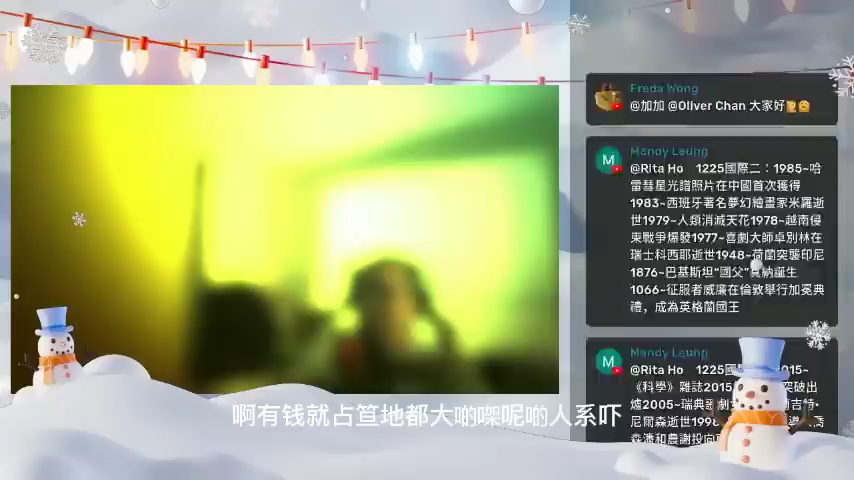 Freda Wong
@加加 @Oliver Chan 大家好
M
Mandy Leung
@Rita Ho 1225國際二：1985~哈
雷彗星光譜照片在中國首次獲得
1983~西班牙著名夢幻繪畫家米羅逝
世1979~人類消滅天花1978~越南侵
柬戰爭爆發1977~喜劇大師卓別林在
瑞士科西耶逝世1948~荷蘭突襲印尼
1876~巴基斯坦“國父”真納誕生
1066~征服者威廉在倫敦舉行加冕典
禮，成為英格蘭國王
M
Mandy Leung
@Rita Ho 1225國
《科學》雜誌2015
突破出
爐2005~瑞典
尼爾森逝世1998
啊有钱就占笪地都大啲㗎呢啲人系吓